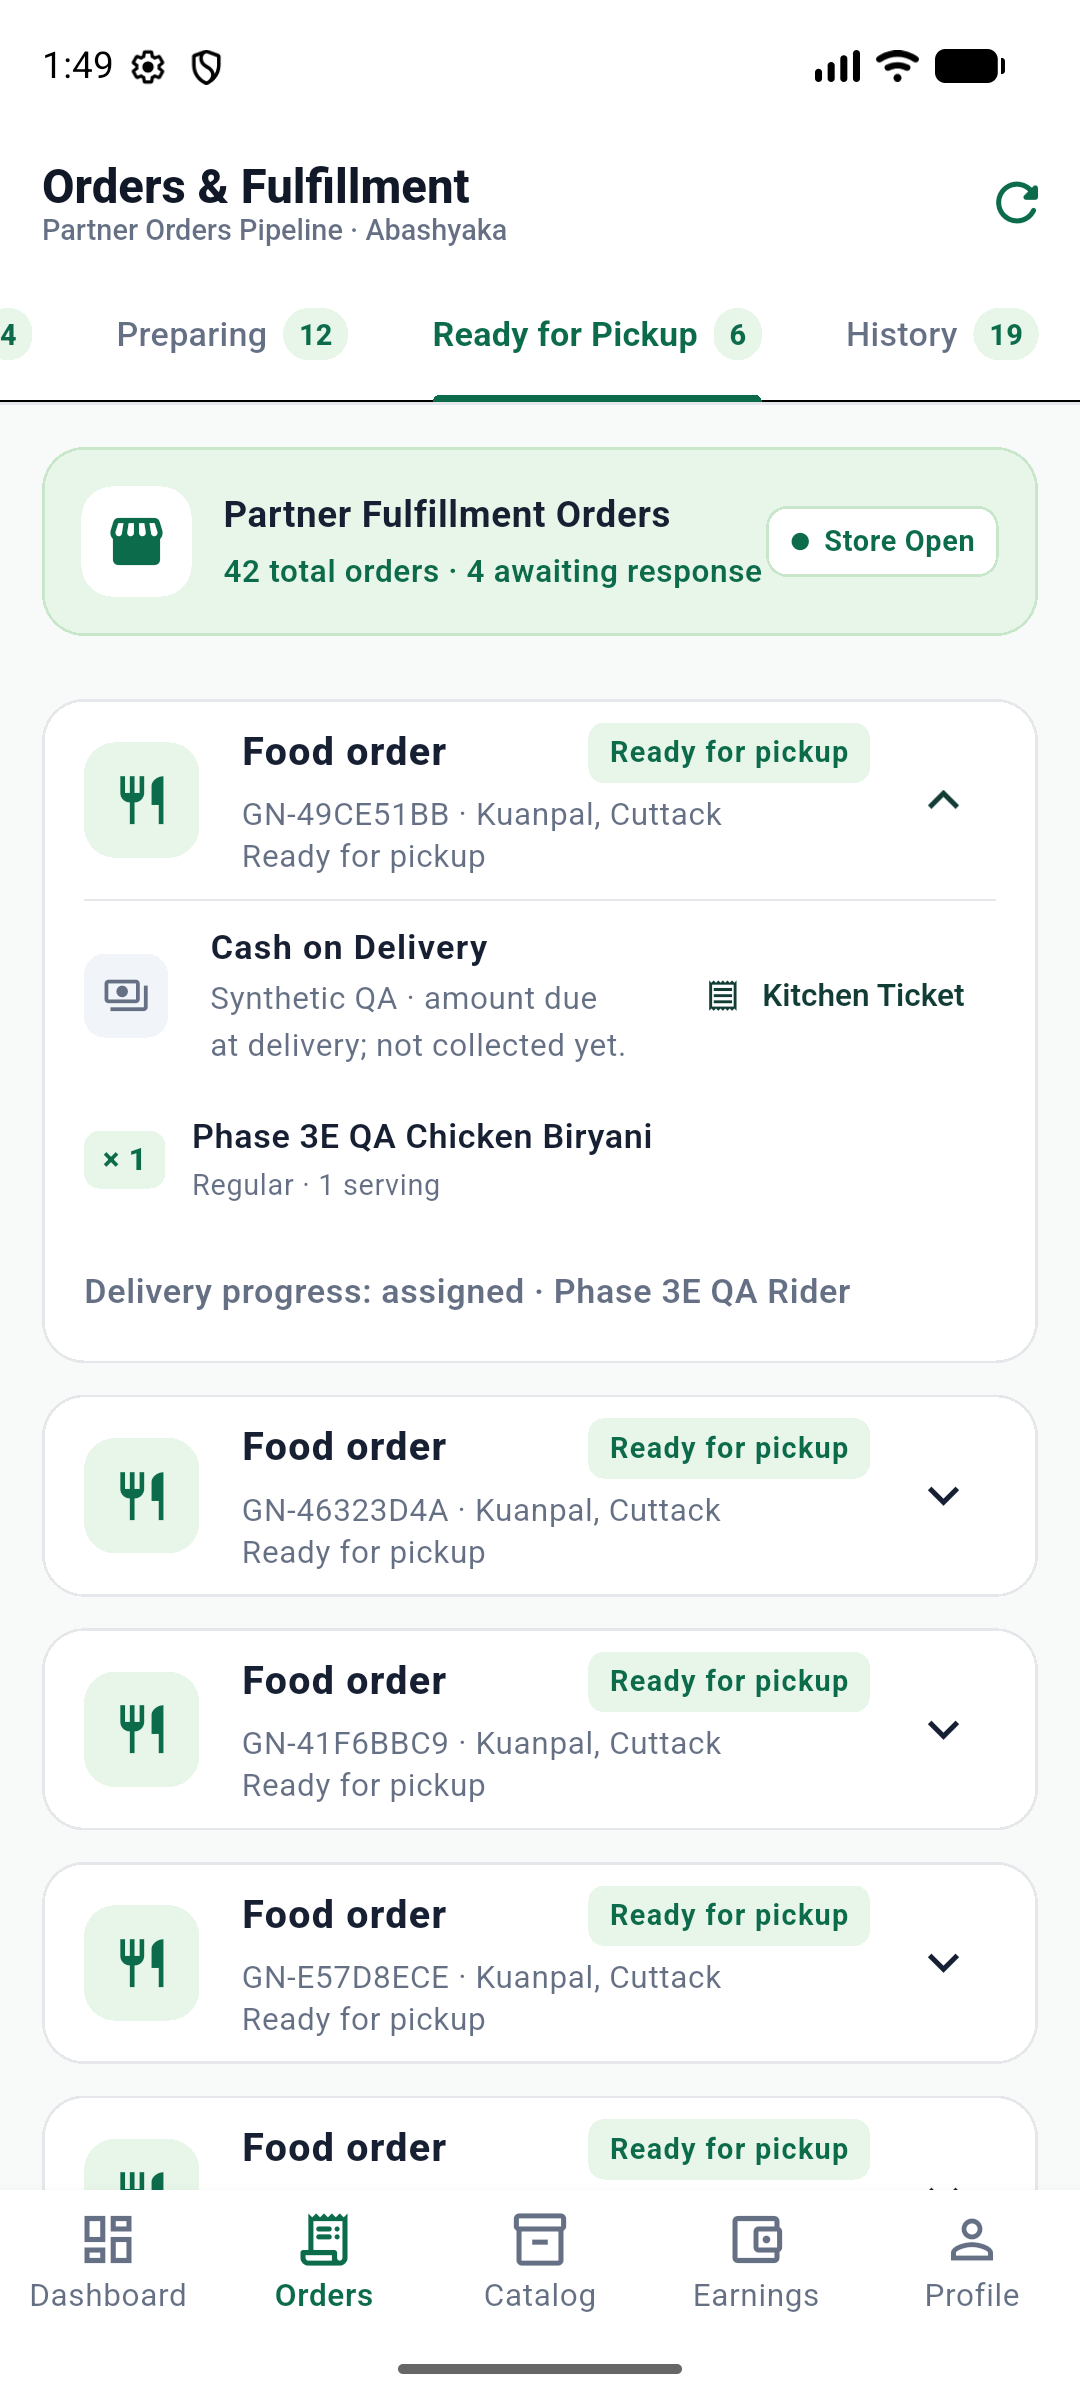 1:49
Orders & Fulfillment
Partner Orders Pipeline · Abashyaka
4
Preparing 12
Ready for Pickup 6
History 19
Partner Fulfillment Orders
42 total orders · 4 awaiting response
Store Open
Food order
Ready for pickup
GN-49CE51BB · Kuanpal, Cuttack
Ready for pickup
Cash on Delivery
Synthetic QA · amount due
at delivery; not collected yet.
Kitchen Ticket
× 1
Phase 3E QA Chicken Biryani
Regular · 1 serving
Delivery progress: assigned · Phase 3E QA Rider
Food order
Ready for pickup
GN-46323D4A · Kuanpal, Cuttack
Ready for pickup
Food order
Ready for pickup
GN-41F6BBC9 · Kuanpal, Cuttack
Ready for pickup
Food order
Ready for pickup
GN-E57D8ECE · Kuanpal, Cuttack
Ready for pickup
Food order
Ready for pickup
Dashboard
Orders
Catalog
Earnings
Profile